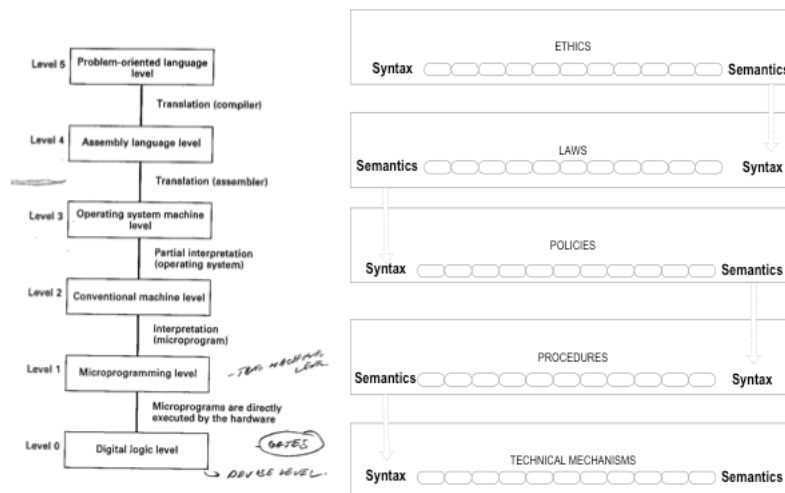 Level 5
Problem-oriented language
level
Translation (compiler)
Level 4
Assembly language level
Translation (assembler)
Level 3
Operating system machine
level
Partial interpretation
(operating system)
Level 2
Conventional machine level
Interpretation
(microprogram)
Level 1
Microprogramming level
MACHINE
LEVEL
Microprograms are directly
executed by the hardware
Level 0
Digital logic level
GATES
LEVEL.
ETHICS
Syntax
Semantics
LAWS
Semantics
Syntax
POLICIES
Syntax
Semantics
PROCEDURES
Semantics
Syntax
TECHNICAL MECHANISMS
Syntax
Semantics